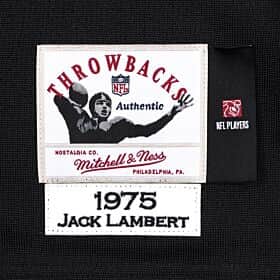 THROWBACKS
NFL
Authentic
NOSTALGIA CO.
Mitchell & Ness
PHILADELPHIA, PA.
NFL PLAYERS
1975
JACK LAMBERT